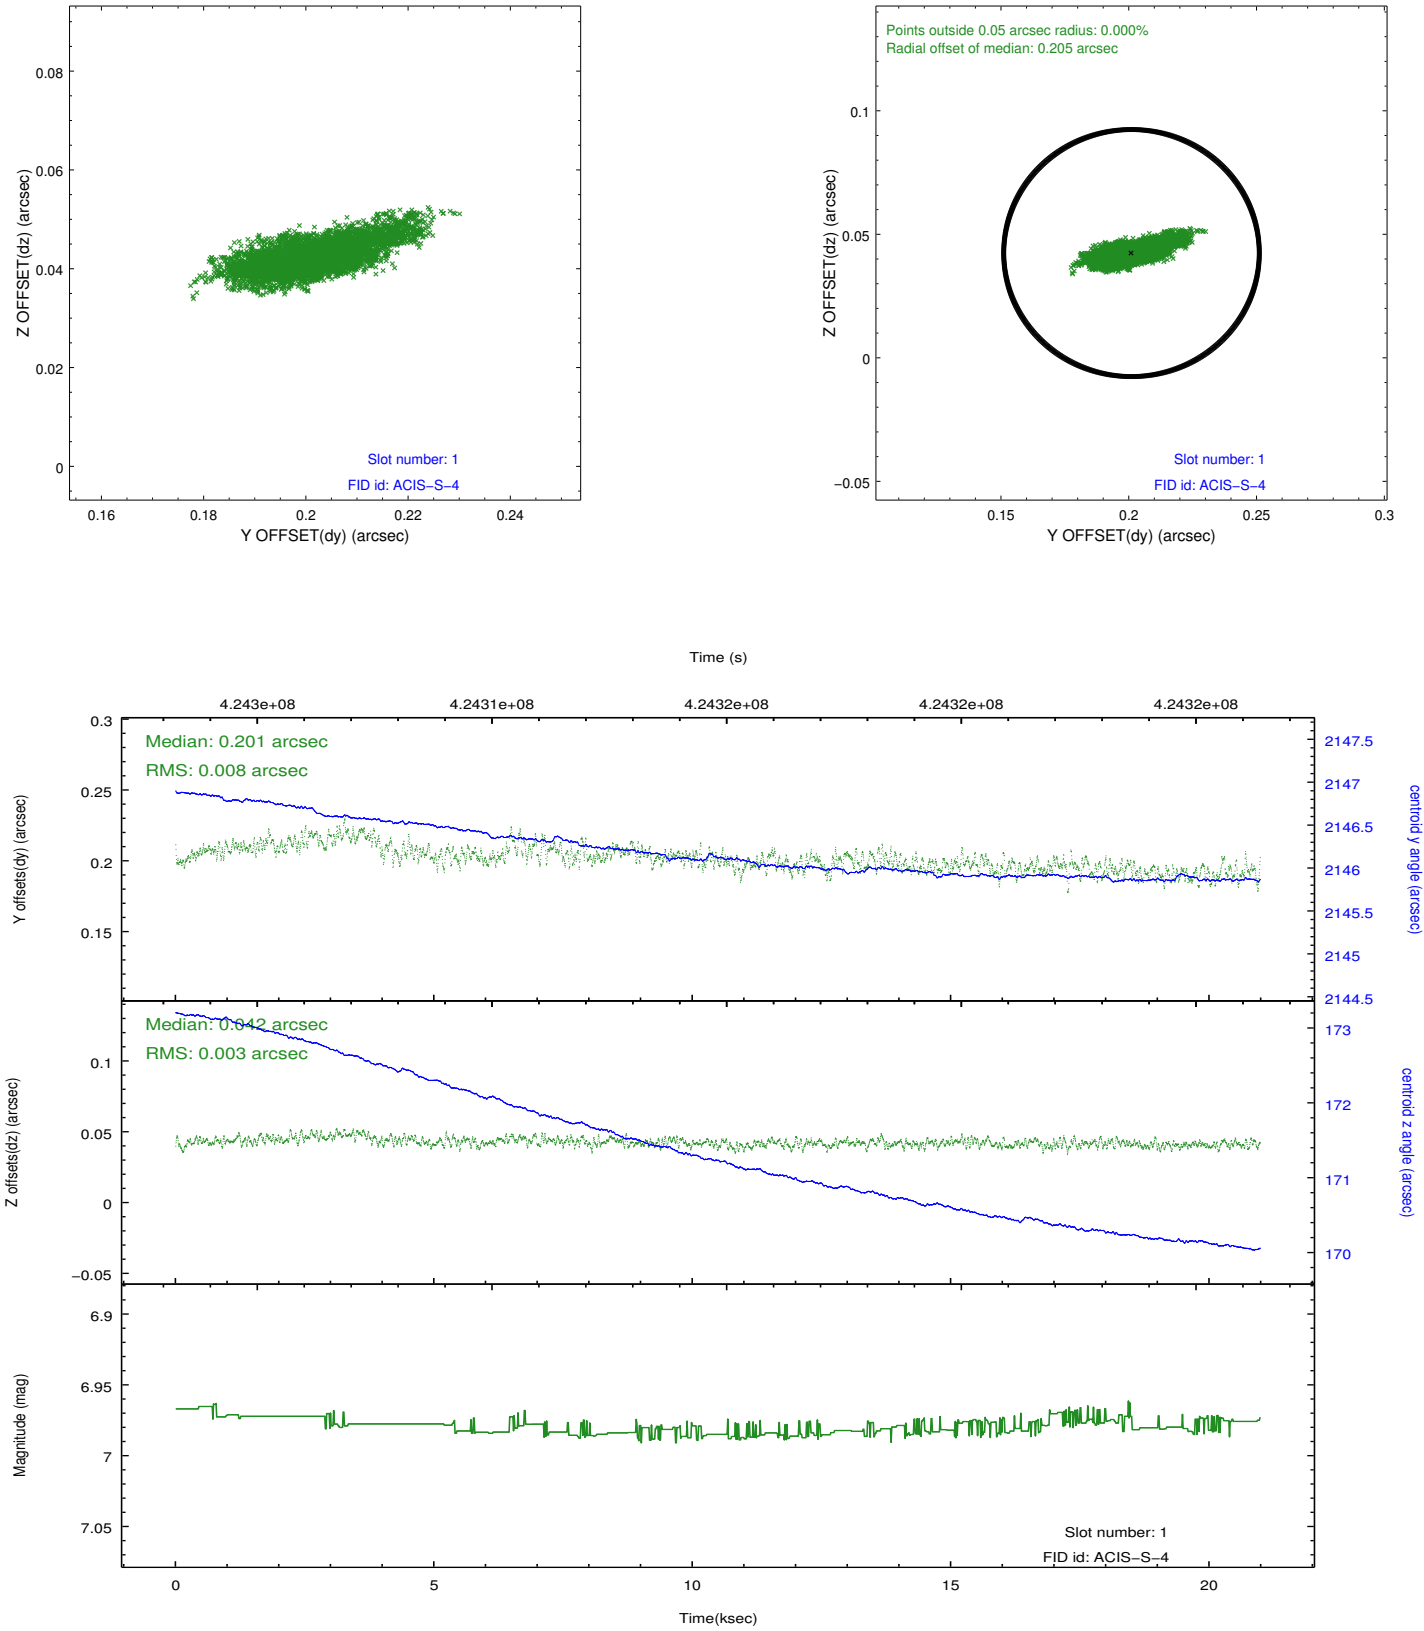 0.08
0.06
0.04
0.02
0
Z OFFSET(dz) (arcsec)
Slot number: 1
FID id: ACIS−S−4
0.16
0.18
0.2
0.22
0.24
Y OFFSET(dy) (arcsec)
Points outside 0.05 arcsec radius: 0.000%
Radial offset of median: 0.205 arcsec
0.1
0.05
0
−0.05
Z OFFSET(dz) (arcsec)
Slot number: 1
FID id: ACIS−S−4
0.15
0.2
0.25
0.3
Y OFFSET(dy) (arcsec)
Time (s)
4.243e+08
4.2431e+08
4.2432e+08
4.2432e+08
4.2432e+08
0.3
0.25
0.2
0.15
Y offsets(dy) (arcsec)
Median: 0.201 arcsec
RMS: 0.008 arcsec
2147.5
2147
2146.5
2146
2145.5
2145
2144.5
centroid y angle (arcsec)
0.1
0.05
0
−0.05
Z offsets(dz) (arcsec)
Median: 0.042 arcsec
RMS: 0.003 arcsec
173
172
171
170
centroid z angle (arcsec)
6.9
6.95
7
7.05
Magnitude (mag)
Slot number: 1
FID id: ACIS−S−4
0
5
10
15
20
Time(ksec)